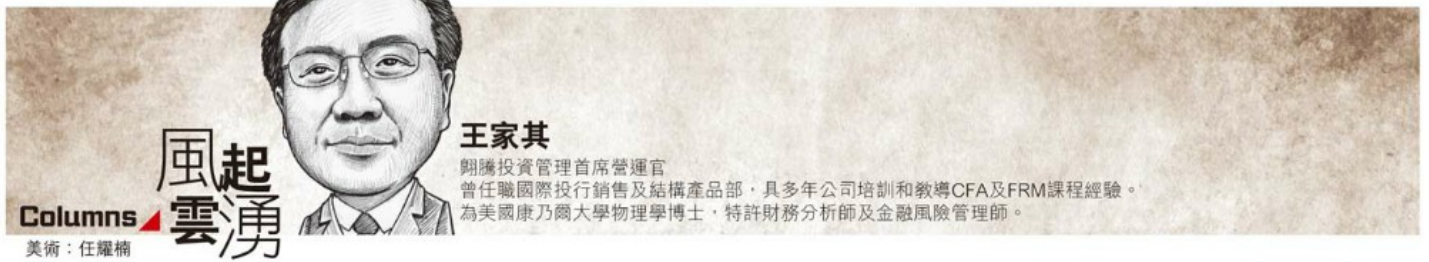 風起
雲湧
Columns
美術：任耀楠
王家其
翺騰投資管理首席營運官
曾任職國際投行銷售及結構產品部，具多年公司培訓和教導CFA及FRM課程經驗。
為美國康乃爾大學物理學博士，特許財務分析師及金融風險管理師。